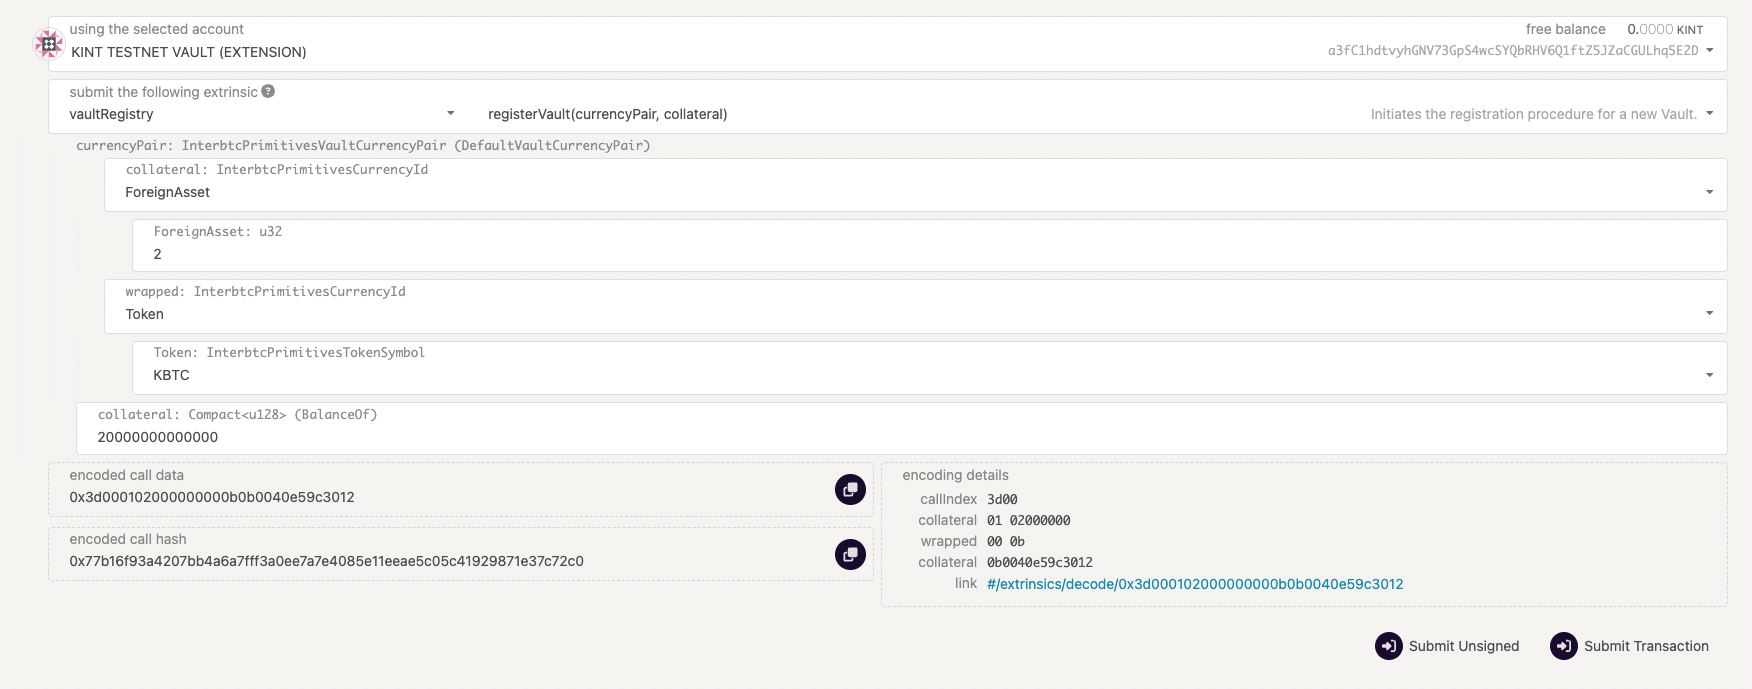 using the selected account
free balance 0.0000 KINT
KINT TESTNET VAULT (EXTENSION)
a3fC1hdtvyhGNV73GpS4wcSYQbRHV6Q1ftZ5JZaCGULhq5E2D
submit the following extrinsic ?
vaultRegistry
registerVault(currencyPair, collateral)
Initiates the registration procedure for a new Vault.
currencyPair: InterbtcPrimitivesVaultCurrencyPair (DefaultVaultCurrencyPair)
collateral: InterbtcPrimitivesCurrencyId
ForeignAsset
ForeignAsset: u32
2
wrapped: InterbtcPrimitivesCurrencyId
Token
Token: InterbtcPrimitivesTokenSymbol
KBTC
collateral: Compact<u128> (BalanceOf)
20000000000000
encoded call data
0x3d000102000000000b0b0040e59c3012
encoded call hash
0x77b16f93a4207bb4a6a7fff3a0ee7a7e4085e11eeae5c05c41929871e37c72c0
encoding details
callIndex 3d00
collateral 01 02000000
wrapped 00 0b
collateral 0b0040e59c3012
link #/extrinsics/decode/0x3d000102000000000b0b0040e59c3012
Submit Unsigned
Submit Transaction